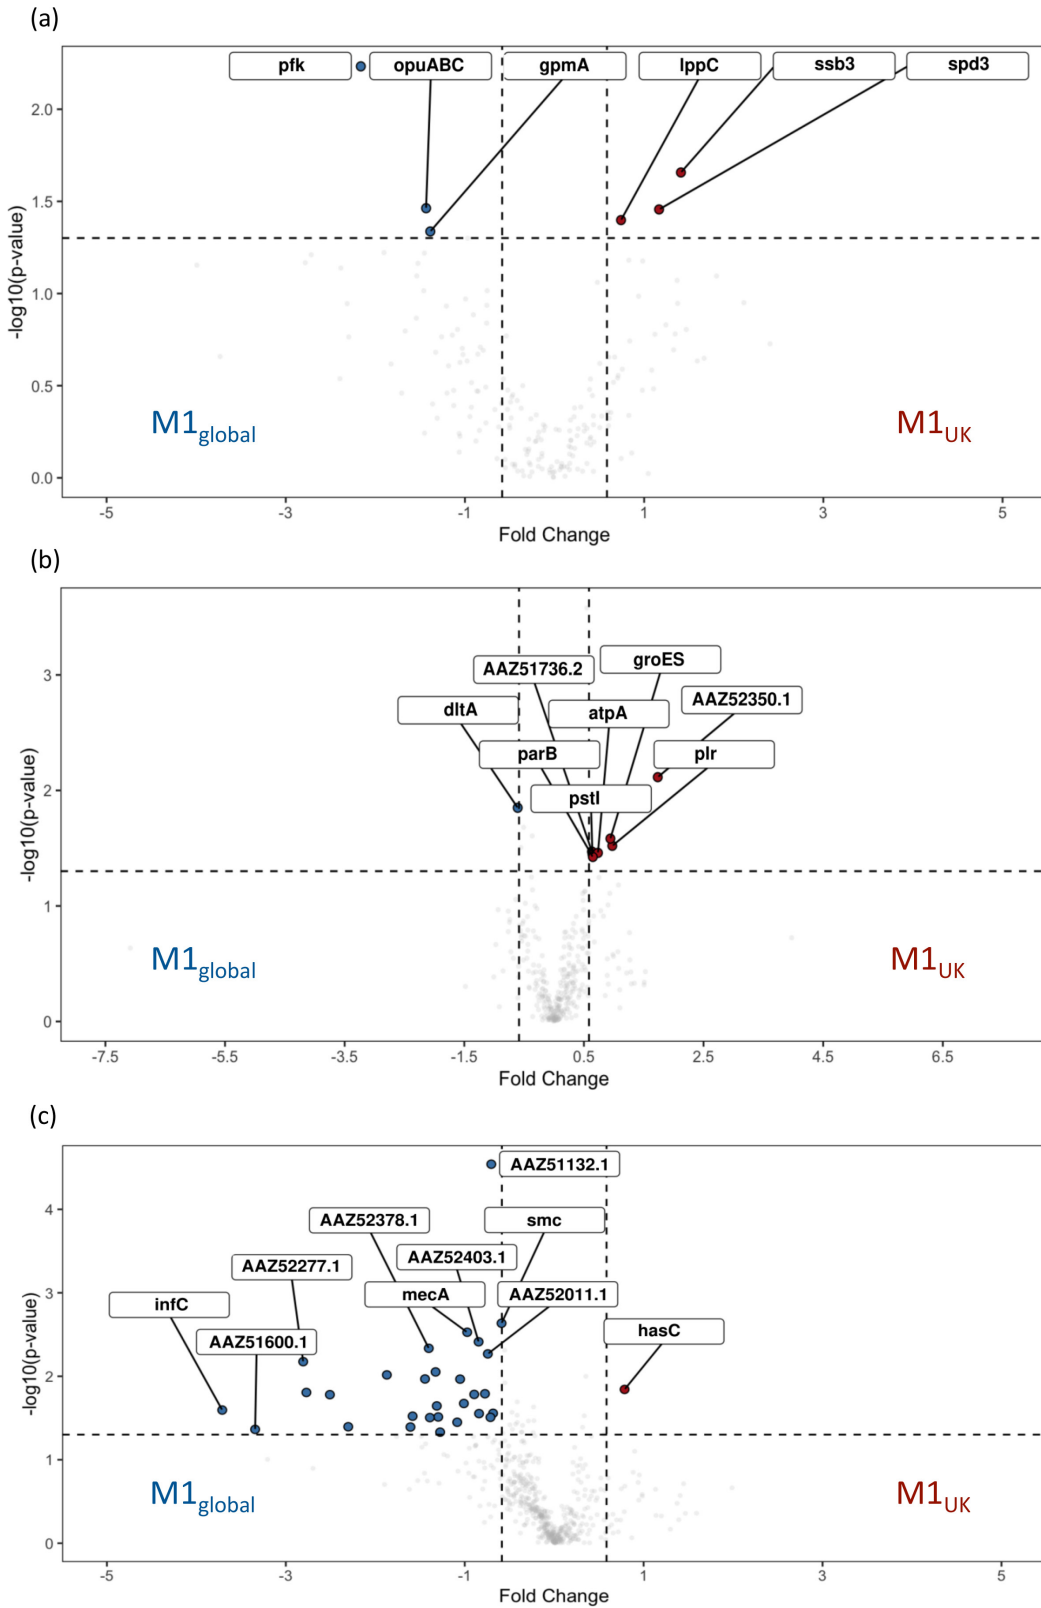 (a)
pfk
opuABC
gpmA
lppC
ssb3
spd3
2.0
1.5
1.0
0.5
0.0
-log10(p-value)
M1global
M1UK
-5
-3
-1
1
3
5
Fold Change
(b)
AAZ51736.2
groES
dltA
atpA
AAZ52350.1
parB
plr
pstI
3
2
1
0
-log10(p-value)
M1global
M1UK
-7.5
-5.5
-3.5
-1.5
0.5
2.5
4.5
6.5
Fold Change
(c)
AAZ51132.1
AAZ52378.1
smc
AAZ52403.1
AAZ52277.1
mecA
AAZ52011.1
infC
AAZ51600.1
hasC
4
3
2
1
0
-log10(p-value)
M1global
M1UK
-5
-3
-1
1
3
5
Fold Change